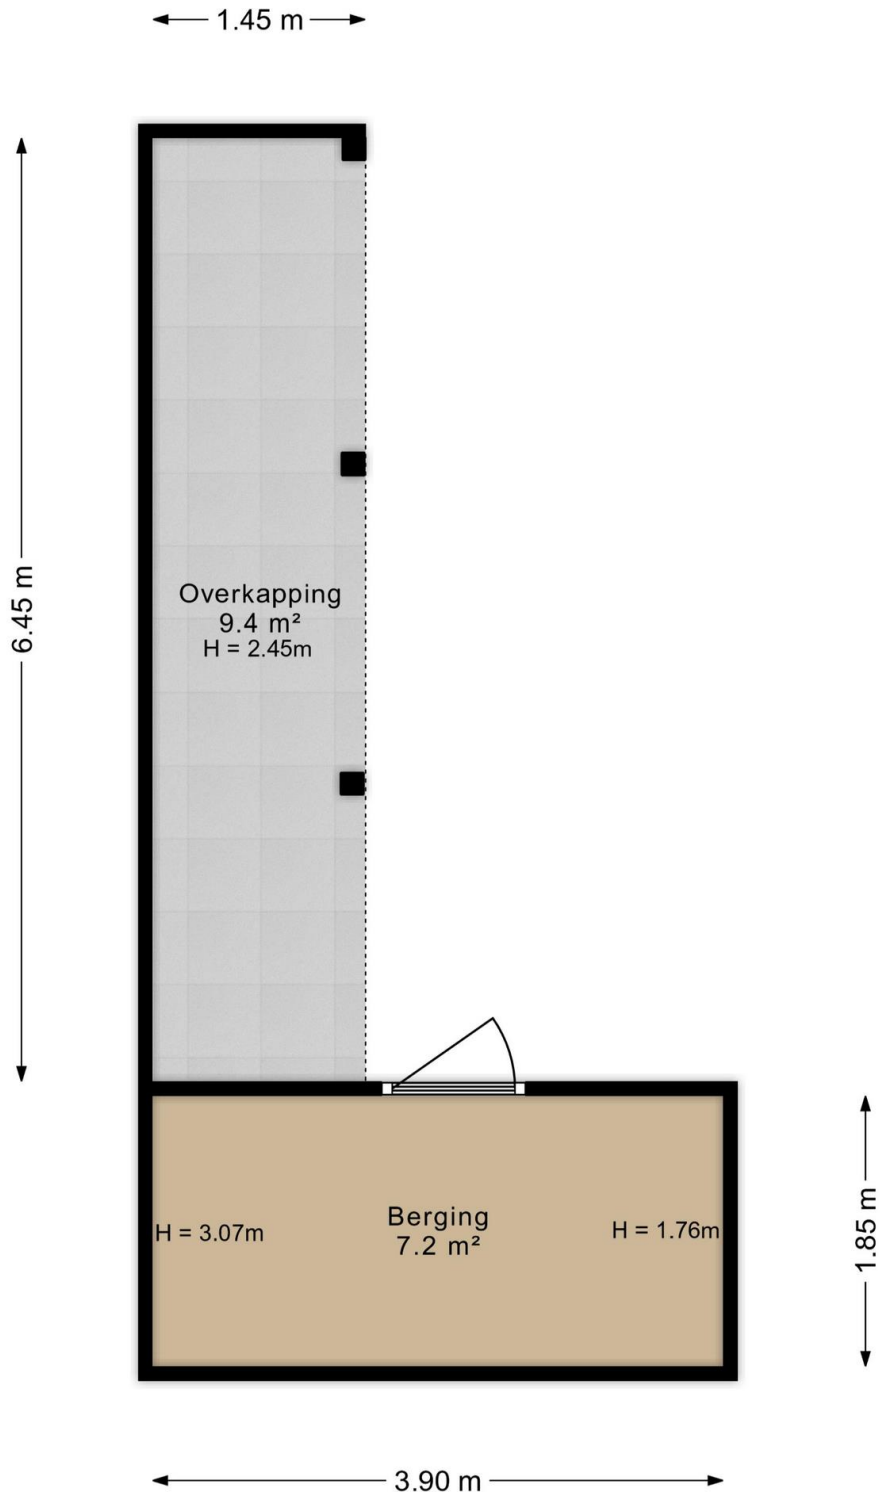 1.45 m
6.45 m
Overkapping
9.4 m²
H = 2.45m
Berging
7.2 m²
H = 3.07m
H = 1.76m
1.85 m
3.90 m